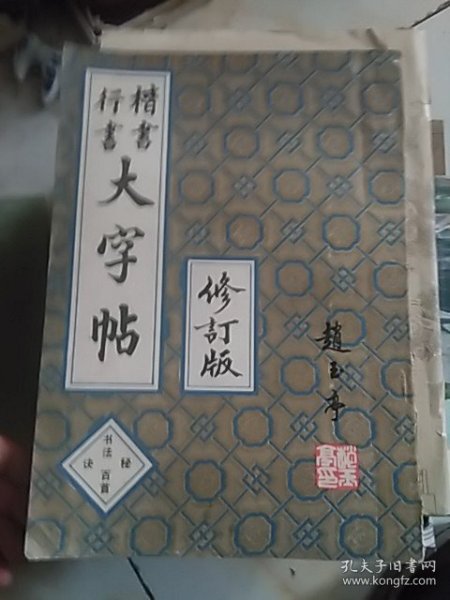 楷書
行書
大字帖
修訂版
趙玉亭
书法
秘诀
百首
孔夫子旧书网
www.kongfz.com